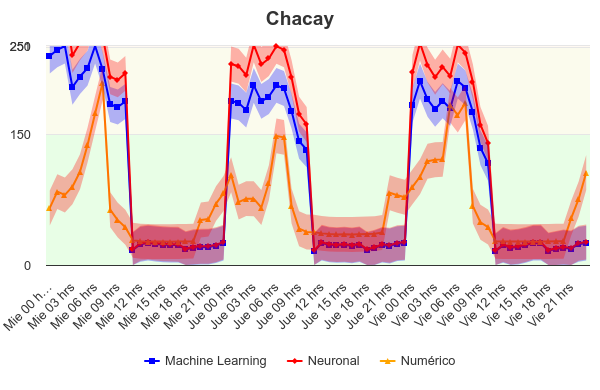 Chacay
250
150
0
Mie 00 h...
Mie 03 hrs
Mie 06 hrs
Mie 09 hrs
Mie 12 hrs
Mie 15 hrs
Mie 18 hrs
Mie 21 hrs
Jue 00 hrs
Jue 03 hrs
Jue 06 hrs
Jue 09 hrs
Jue 12 hrs
Jue 15 hrs
Jue 18 hrs
Jue 21 hrs
Vie 00 hrs
Vie 03 hrs
Vie 06 hrs
Vie 09 hrs
Vie 12 hrs
Vie 15 hrs
Vie 18 hrs
Vie 21 hrs
Machine Learning Neuronal Numérico